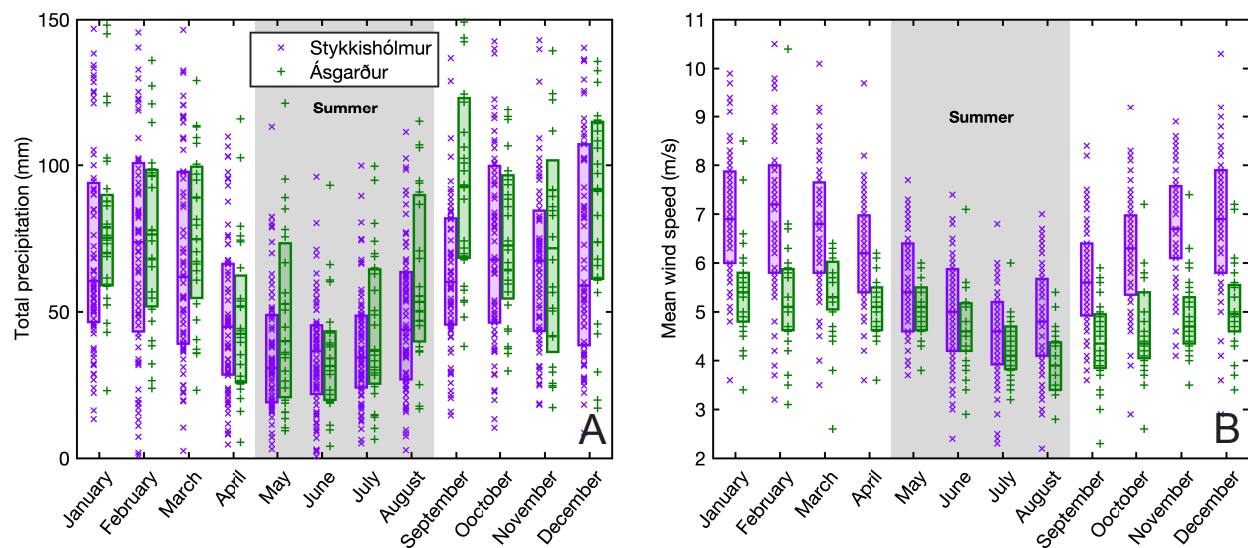 Total precipitation (mm)
150
100
50
0
Stykkishólmur
Ásgarður
Summer
A
January
February
March
April
May
June
July
August
September
Ooctober
November
December
Mean wind speed (m/s)
11
10
9
8
7
6
5
4
3
2
Summer
B
January
February
March
April
May
June
July
August
September
Ooctober
November
December